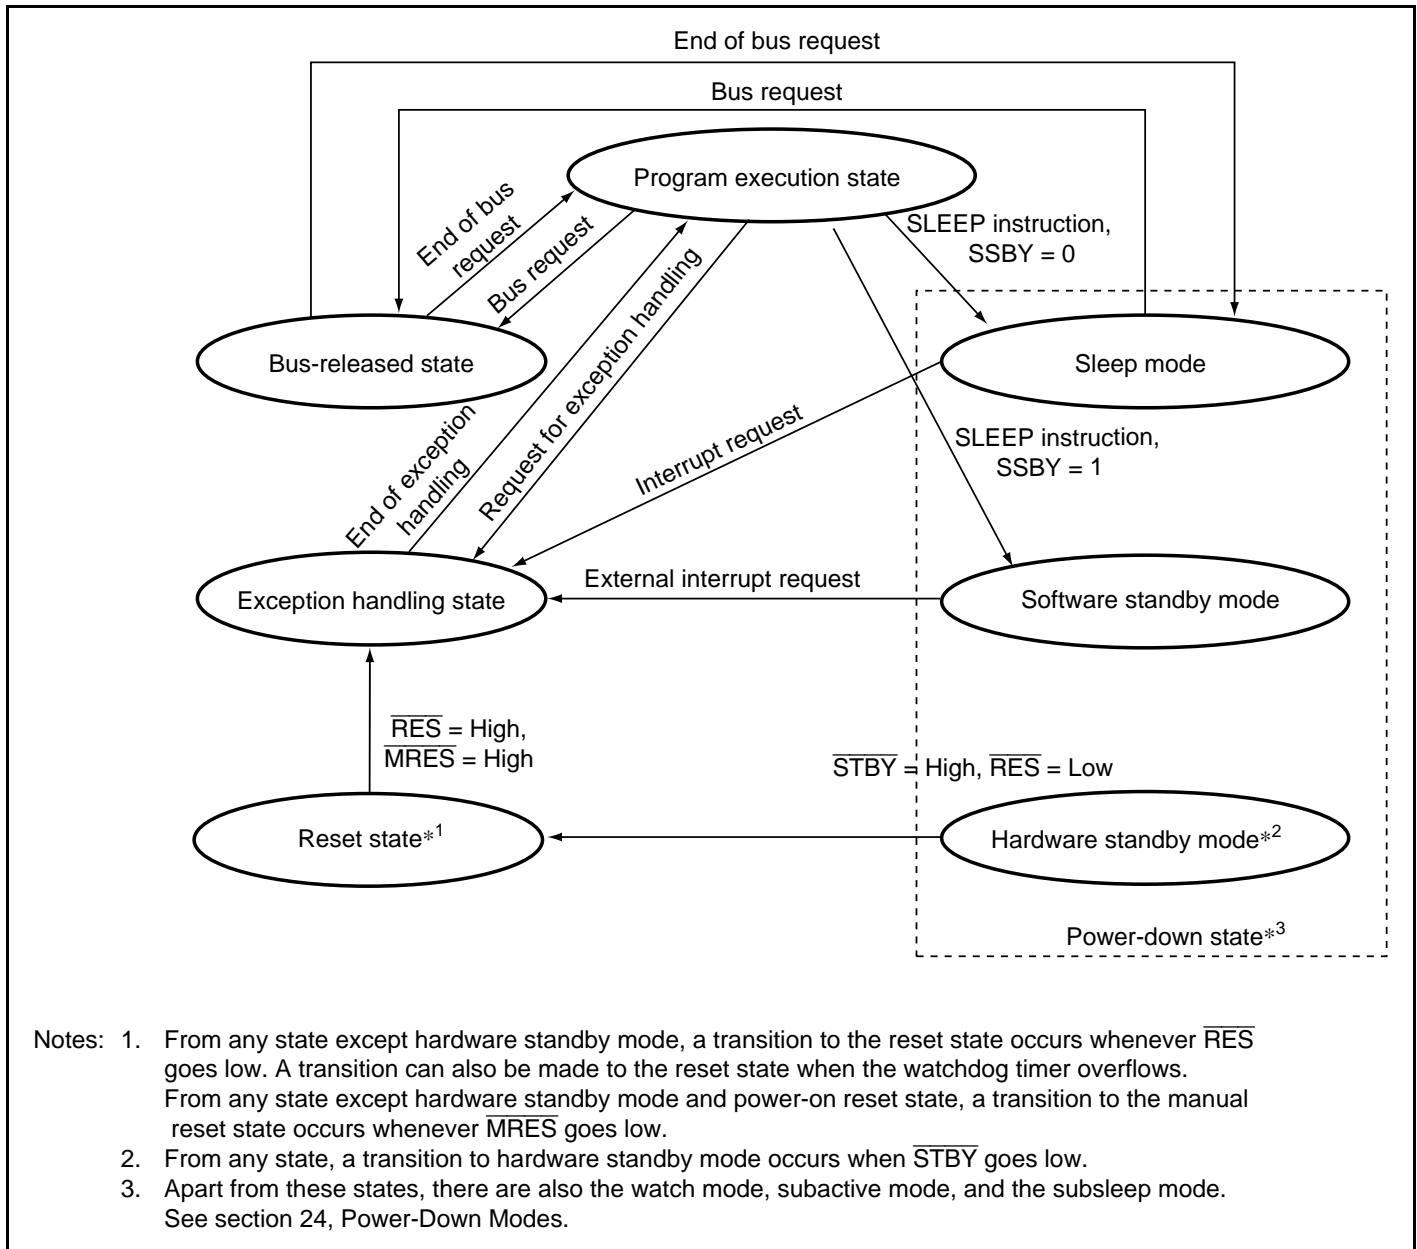 End of bus request
Bus request
Program execution state
End of bus
request
Bus request
SLEEP instruction,
SSBY = 0
Request for exception handling
Bus-released state
Sleep mode
End of exception
handling
Interrupt request
SLEEP instruction,
SSBY = 1
External interrupt request
Exception handling state
Software standby mode
R̅E̅S̅ = High,
M̅R̅E̅S̅ = High
S̅T̅B̅Y̅ = High, R̅E̅S̅ = Low
Reset state*1
Hardware standby mode*2
Power-down state*3
Notes: 1. From any state except hardware standby mode, a transition to the reset state occurs whenever R̅E̅S̅
goes low. A transition can also be made to the reset state when the watchdog timer overflows.
From any state except hardware standby mode and power-on reset state, a transition to the manual
reset state occurs whenever M̅R̅E̅S̅ goes low.
2. From any state, a transition to hardware standby mode occurs when S̅T̅B̅Y̅ goes low.
3. Apart from these states, there are also the watch mode, subactive mode, and the subsleep mode.
See section 24, Power-Down Modes.